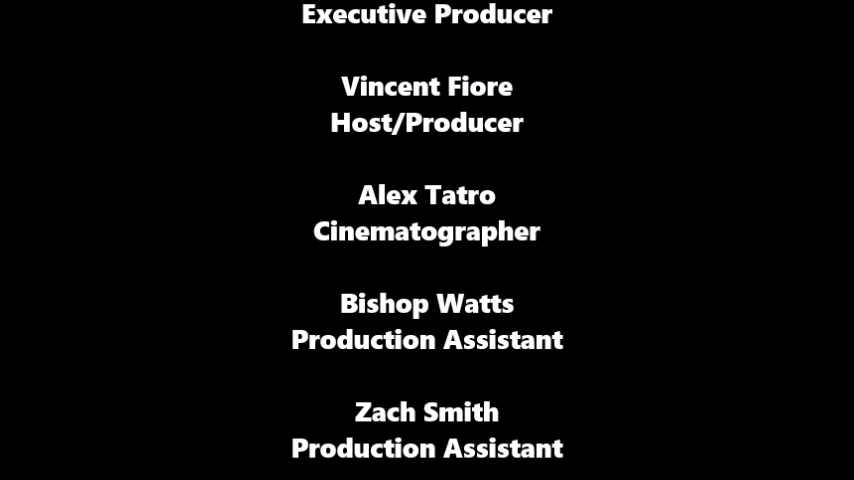 Executive Producer
Vincent Fiore
Host/Producer
Alex Tatro
Cinematographer
Bishop Watts
Production Assistant
Zach Smith
Production Assistant